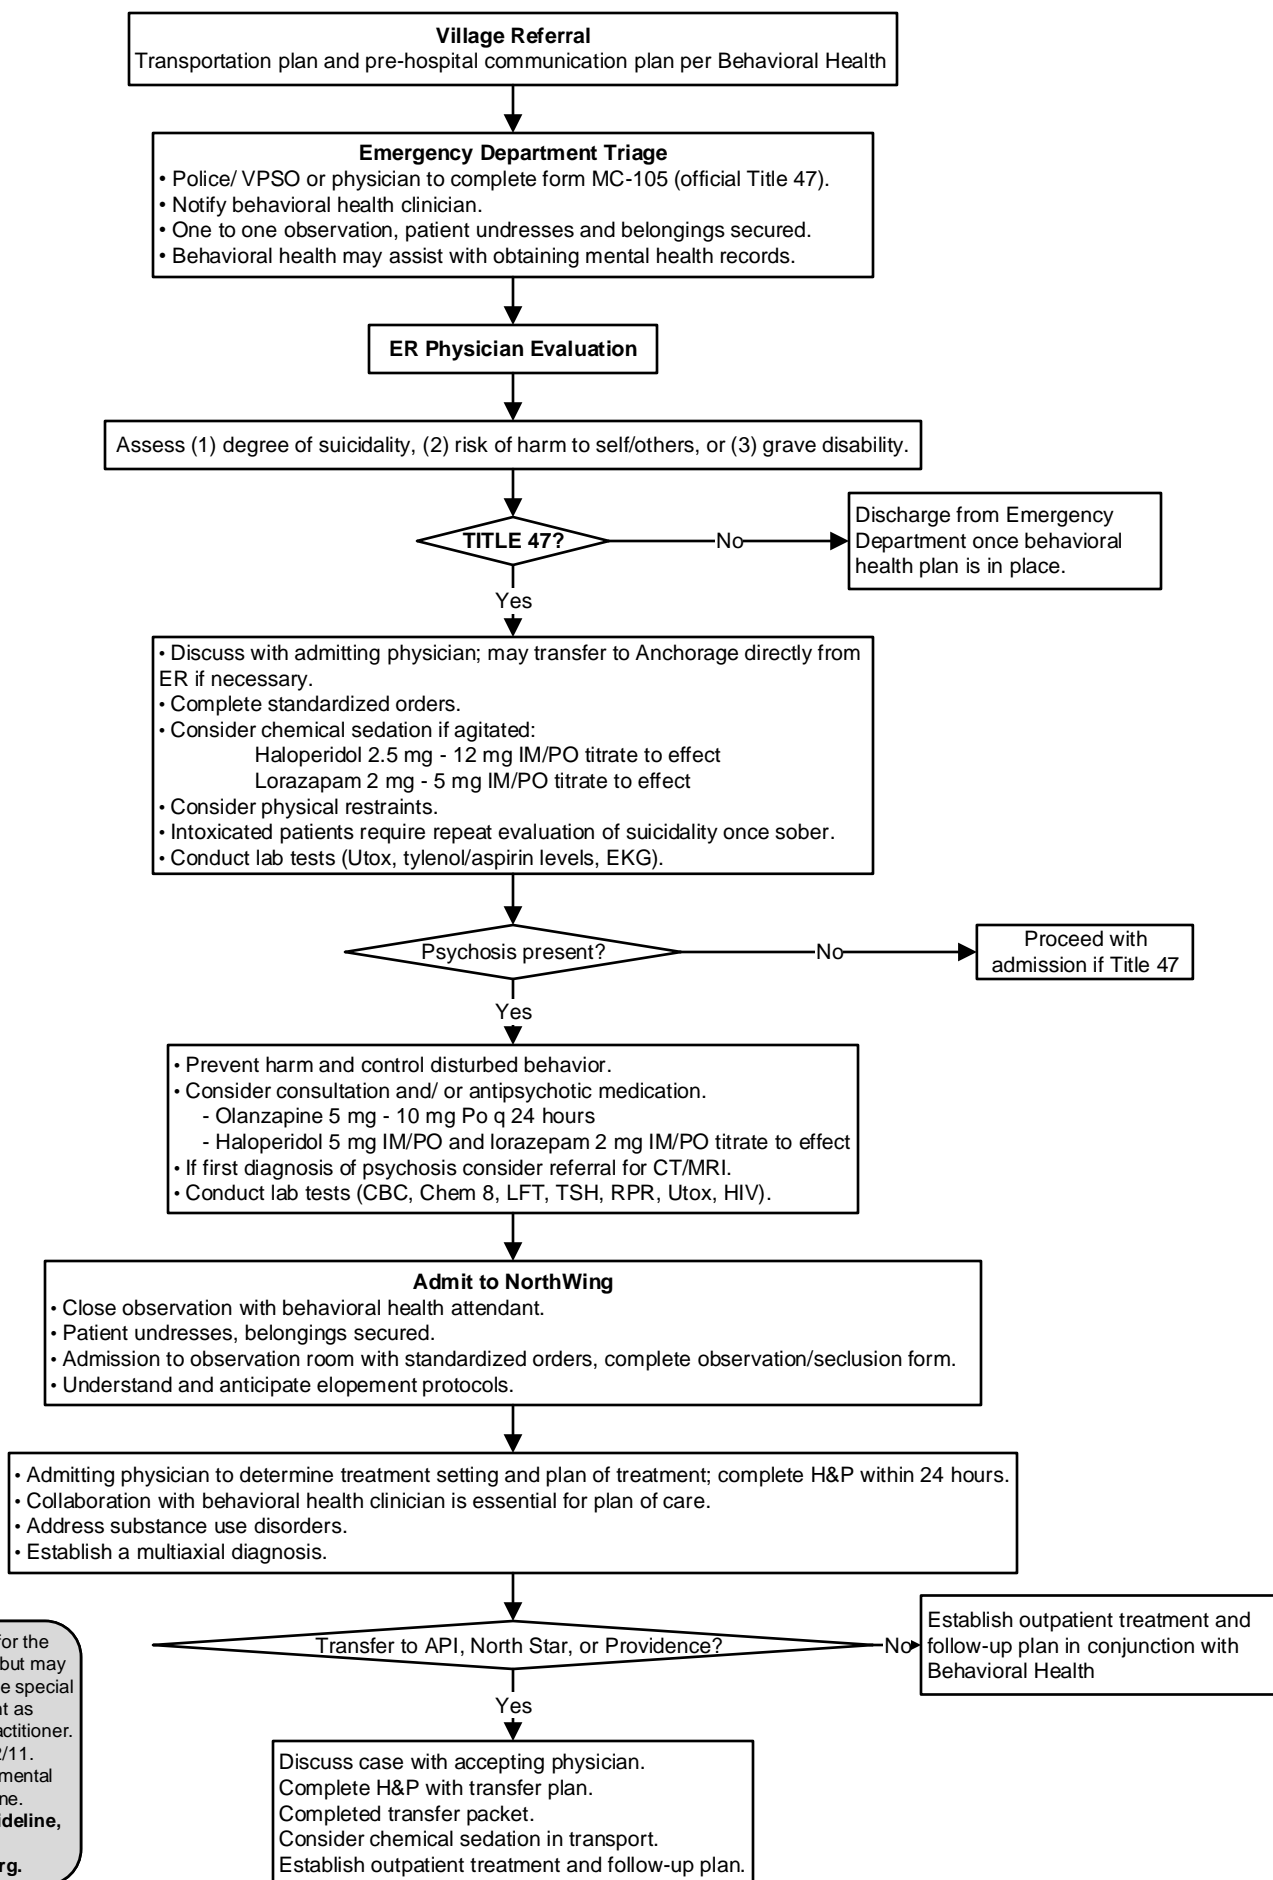 Village Referral
Transportation plan and pre-hospital communication plan per Behavioral Health
Emergency Department Triage
• Police/ VPSO or physician to complete form MC-105 (official Title 47).
• Notify behavioral health clinician.
• One to one observation, patient undresses and belongings secured.
• Behavioral health may assist with obtaining mental health records.
ER Physician Evaluation
Assess (1) degree of suicidality, (2) risk of harm to self/others, or (3) grave disability.
TITLE 47?
No
Discharge from Emergency
Department once behavioral
health plan is in place.
Yes
• Discuss with admitting physician; may transfer to Anchorage directly from
ER if necessary.
• Complete standardized orders.
• Consider chemical sedation if agitated:
Haloperidol 2.5 mg - 12 mg IM/PO titrate to effect
Lorazapam 2 mg - 5 mg IM/PO titrate to effect
• Consider physical restraints.
• Intoxicated patients require repeat evaluation of suicidality once sober.
• Conduct lab tests (Utox, tylenol/aspirin levels, EKG).
Psychosis present?
No
Proceed with
admission if Title 47
Yes
• Prevent harm and control disturbed behavior.
• Consider consultation and/ or antipsychotic medication.
- Olanzapine 5 mg - 10 mg Po q 24 hours
- Haloperidol 5 mg IM/PO and lorazepam 2 mg IM/PO titrate to effect
• If first diagnosis of psychosis consider referral for CT/MRI.
• Conduct lab tests (CBC, Chem 8, LFT, TSH, RPR, Utox, HIV).
Admit to NorthWing
• Close observation with behavioral health attendant.
• Patient undresses, belongings secured.
• Admission to observation room with standardized orders, complete observation/seclusion form.
• Understand and anticipate elopement protocols.
• Admitting physician to determine treatment setting and plan of treatment; complete H&P within 24 hours.
• Collaboration with behavioral health clinician is essential for plan of care.
• Address substance use disorders.
• Establish a multiaxial diagnosis.
Transfer to API, North Star, or Providence?
No
Establish outpatient treatment and
follow-up plan in conjunction with
Behavioral Health
Yes
Discuss case with accepting physician.
Complete H&P with transfer plan.
Completed transfer packet.
Consider chemical sedation in transport.
Establish outpatient treatment and follow-up plan.
for the
but may
e special
t as
actitioner.
2/11.
mental
ne.
ideline,
rg.